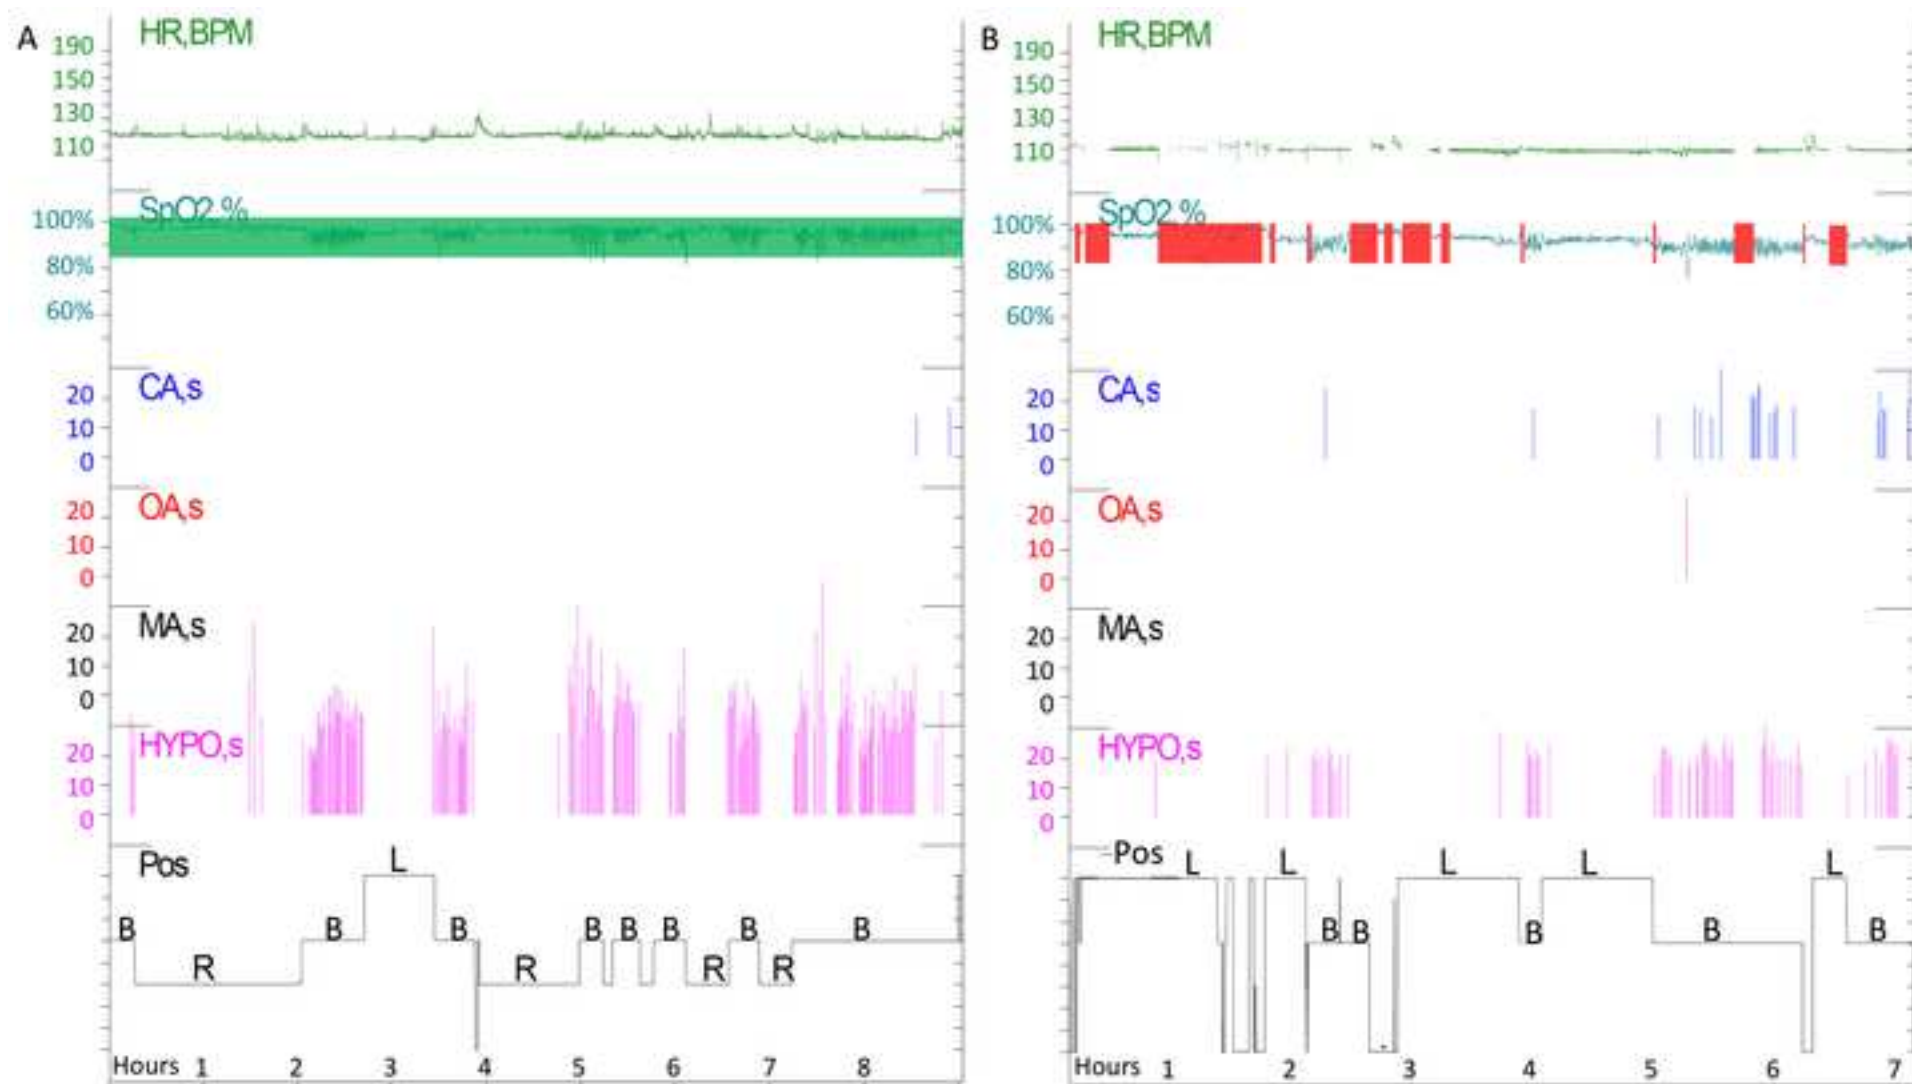 A
HR,BPM
190
150
130
110
SpO2,%
100%
80%
60%
CA,s
20
10
0
OA,s
20
10
0
MA,s
20
10
0
HYPO,s
20
10
0
Pos
L
B B B B B B B B
R R R R
Hours 1 2 3 4 5 6 7 8
B
HR,BPM
190
150
130
110
SpO2,%
100%
80%
60%
CA,s
20
10
0
OA,s
20
10
0
MA,s
20
10
0
HYPO,s
20
10
0
Pos
L L L L L
B B B B B
Hours 1 2 3 4 5 6 7